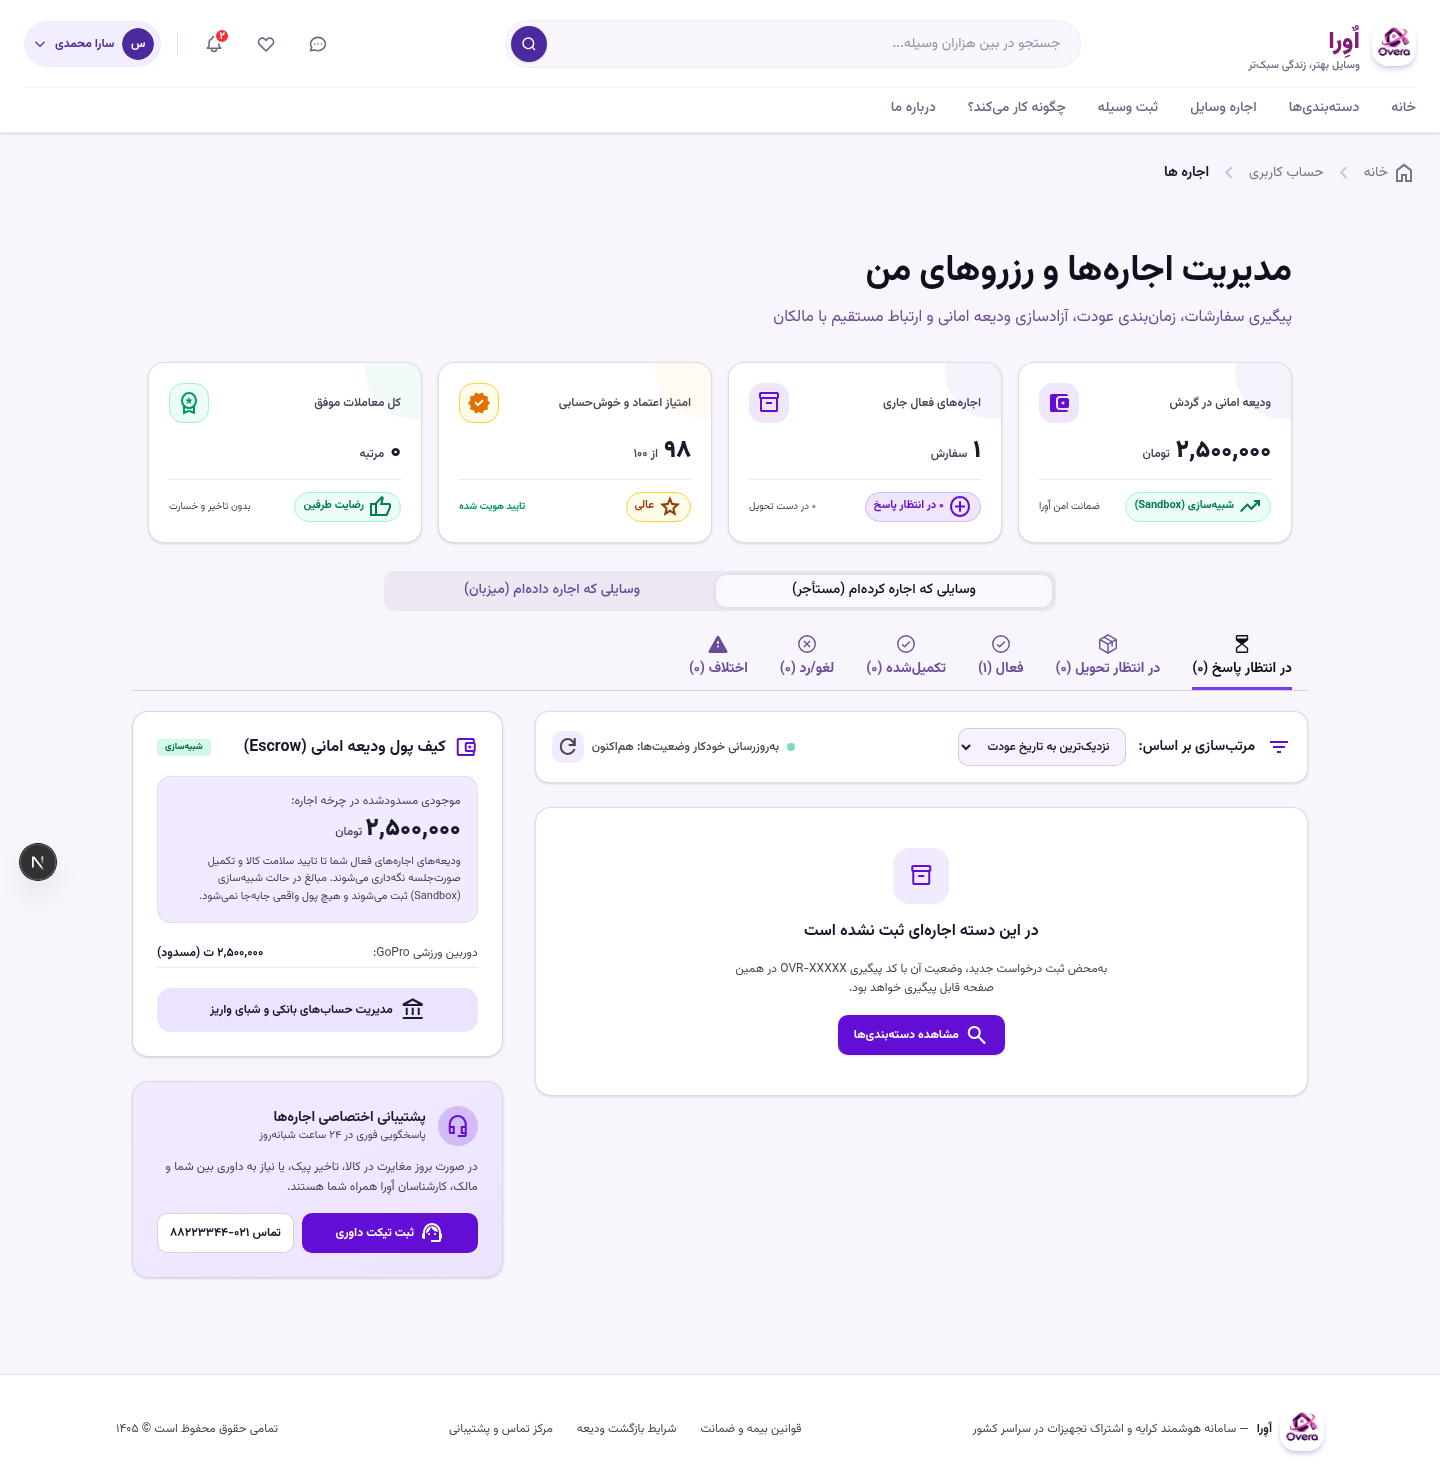 Overa
اُوِرا
وسایل بهتر، زندگی سبک‌تر
جستجو در بین هزاران وسیله...
۲
س
سارا محمدی
خانه
دسته‌بندی‌ها
اجاره وسایل
ثبت وسیله
چگونه کار می‌کند؟
درباره ما
خانه
حساب کاربری
اجاره ها
مدیریت اجاره‌ها و رزروهای من
پیگیری سفارشات، زمان‌بندی عودت، آزادسازی ودیعه امانی و ارتباط مستقیم با مالکان
ودیعه امانی در گردش
۲,۵۰۰,۰۰۰ تومان
شبیه‌سازی (Sandbox)
ضمانت امن اُوِرا
اجاره‌های فعال جاری
۱ سفارش
۰ در انتظار پاسخ
۰ در دست تحویل
امتیاز اعتماد و خوش‌حسابی
۹۸ از ۱۰۰
عالی
تایید هویت شده
کل معاملات موفق
۰ مرتبه
رضایت طرفین
بدون تاخیر و خسارت
وسایلی که اجاره کرده‌ام (مستأجر)
وسایلی که اجاره داده‌ام (میزبان)
در انتظار پاسخ (۰)
در انتظار تحویل (۰)
فعال (۱)
تکمیل‌شده (۰)
لغو/رد (۰)
اختلاف (۰)
مرتب‌سازی بر اساس:
نزدیک‌ترین به تاریخ عودت
به‌روزرسانی خودکار وضعیت‌ها: هم‌اکنون
در این دسته اجاره‌ای ثبت نشده است
به‌محض ثبت درخواست جدید، وضعیت آن با کد پیگیری OVR-XXXXX در همین
صفحه قابل پیگیری خواهد بود.
مشاهده دسته‌بندی‌ها
کیف پول ودیعه امانی (Escrow)
شبیه‌سازی
موجودی مسدودشده در چرخه اجاره:
۲,۵۰۰,۰۰۰ تومان
ودیعه‌های اجاره‌های فعال شما تا تایید سلامت کالا و تکمیل
صورت‌جلسه نگه‌داری می‌شوند. مبالغ در حالت شبیه‌سازی
(Sandbox) ثبت می‌شوند و هیچ پول واقعی جابه‌جا نمی‌شود.
دوربین ورزشی GoPro:
۲,۵۰۰,۰۰۰ ت (مسدود)
مدیریت حساب‌های بانکی و شبای واریز
پشتیبانی اختصاصی اجاره‌ها
پاسخگویی فوری در ۲۴ ساعت شبانه‌روز
در صورت بروز مغایرت در کالا، تاخیر پیک، یا نیاز به داوری بین شما و
مالک، کارشناسان اُوِرا همراه شما هستند.
ثبت تیکت داوری
تماس ۰۲۱-۸۸۲۲۳۳۴۴
N
Overa
اُوِرا — سامانه هوشمند کرایه و اشتراک تجهیزات در سراسر کشور
قوانین بیمه و ضمانت
شرایط بازگشت ودیعه
مرکز تماس و پشتیبانی
تمامی حقوق محفوظ است © ۱۴۰۵